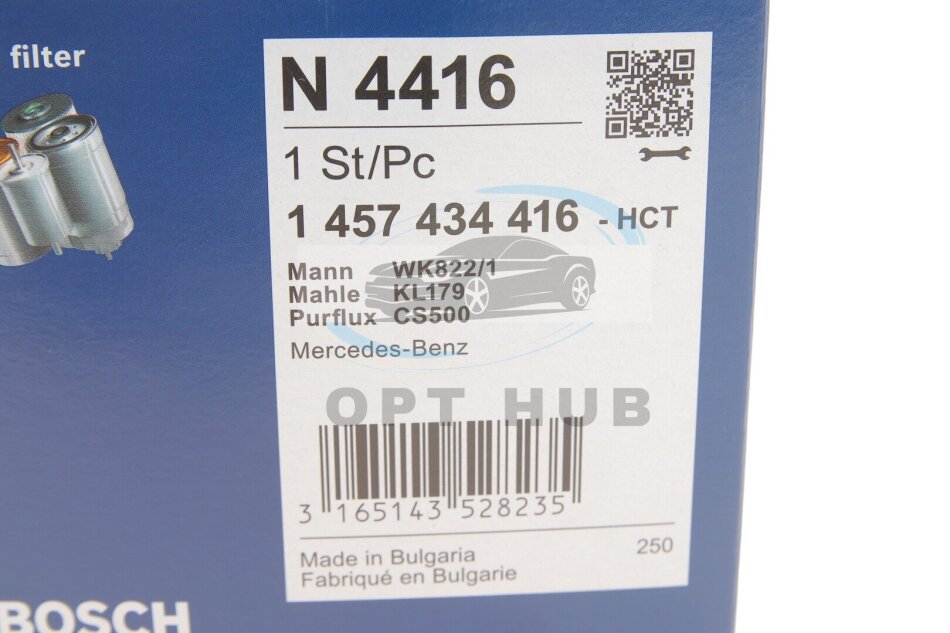 filter
N 4416
1 St/Pc
1 457 434 416 - HCT
Mann WK822/1
Mahle KL179
Purflux CS500
Mercedes-Benz
OPT HUB
3 165143 528235
Made in Bulgaria 250
Fabriqué en Bulgarie
BOSCH